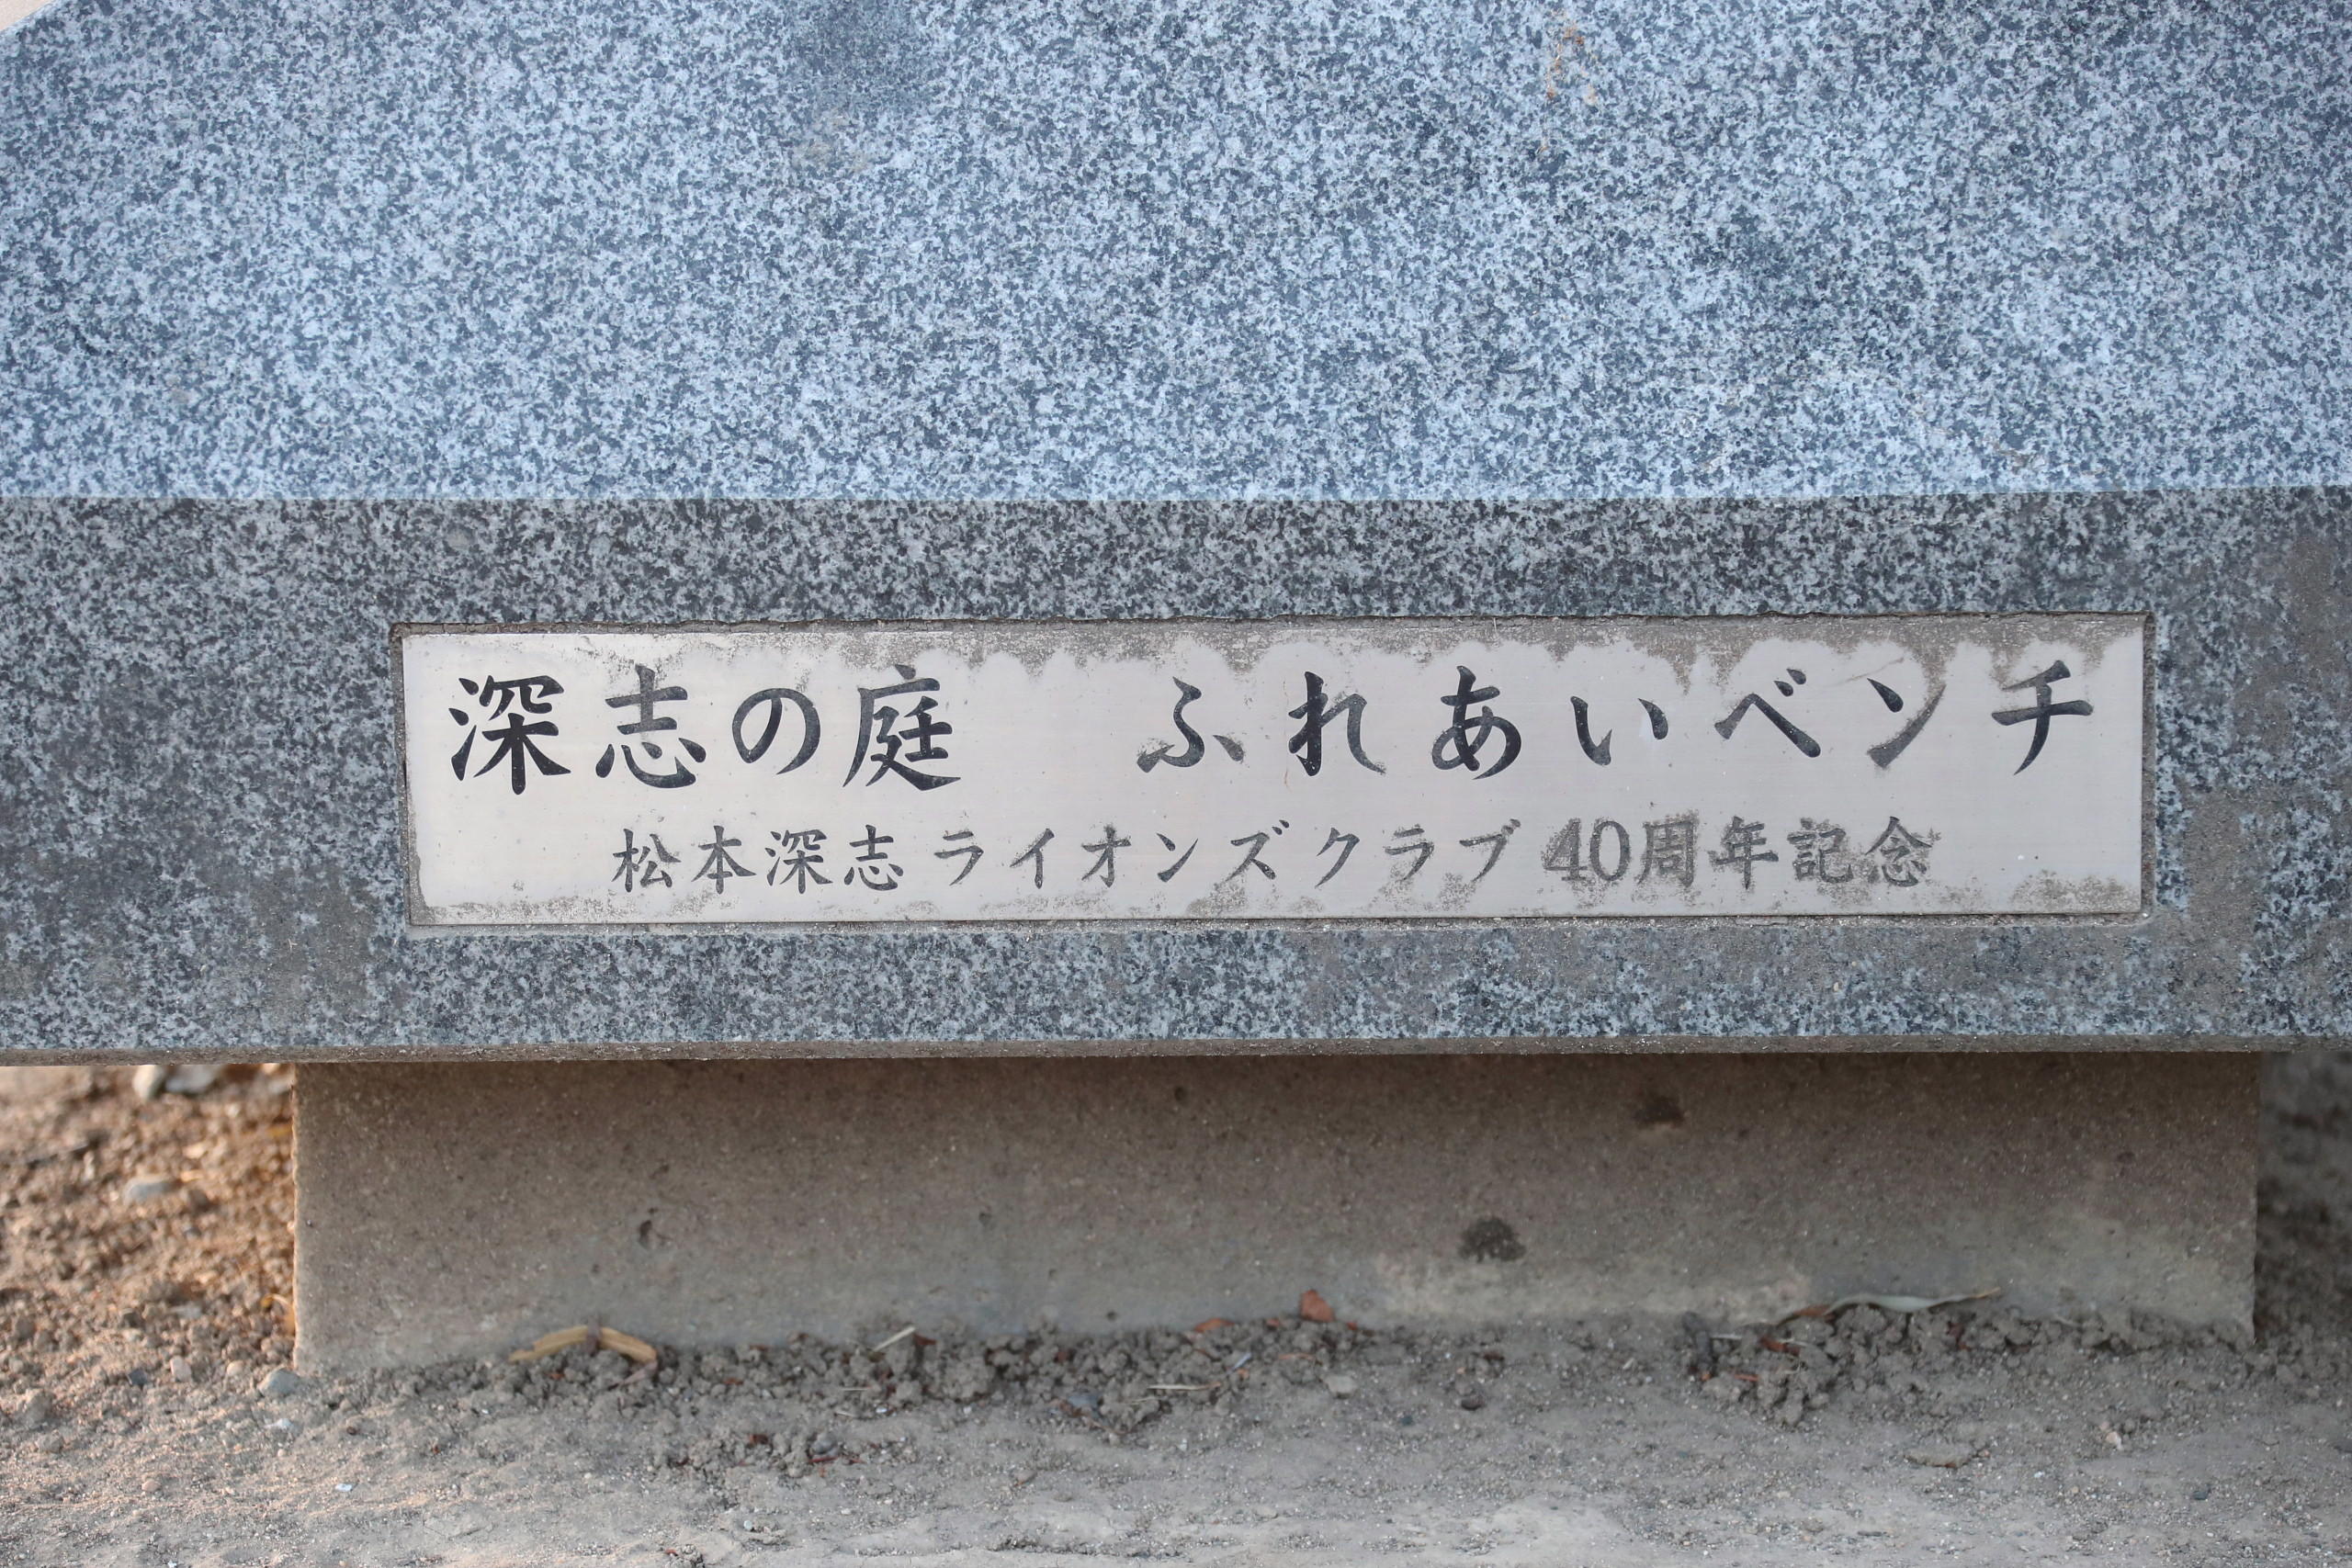 深志の庭　ふれあいベンチ
松本深志ライオンズクラブ 40周年記念